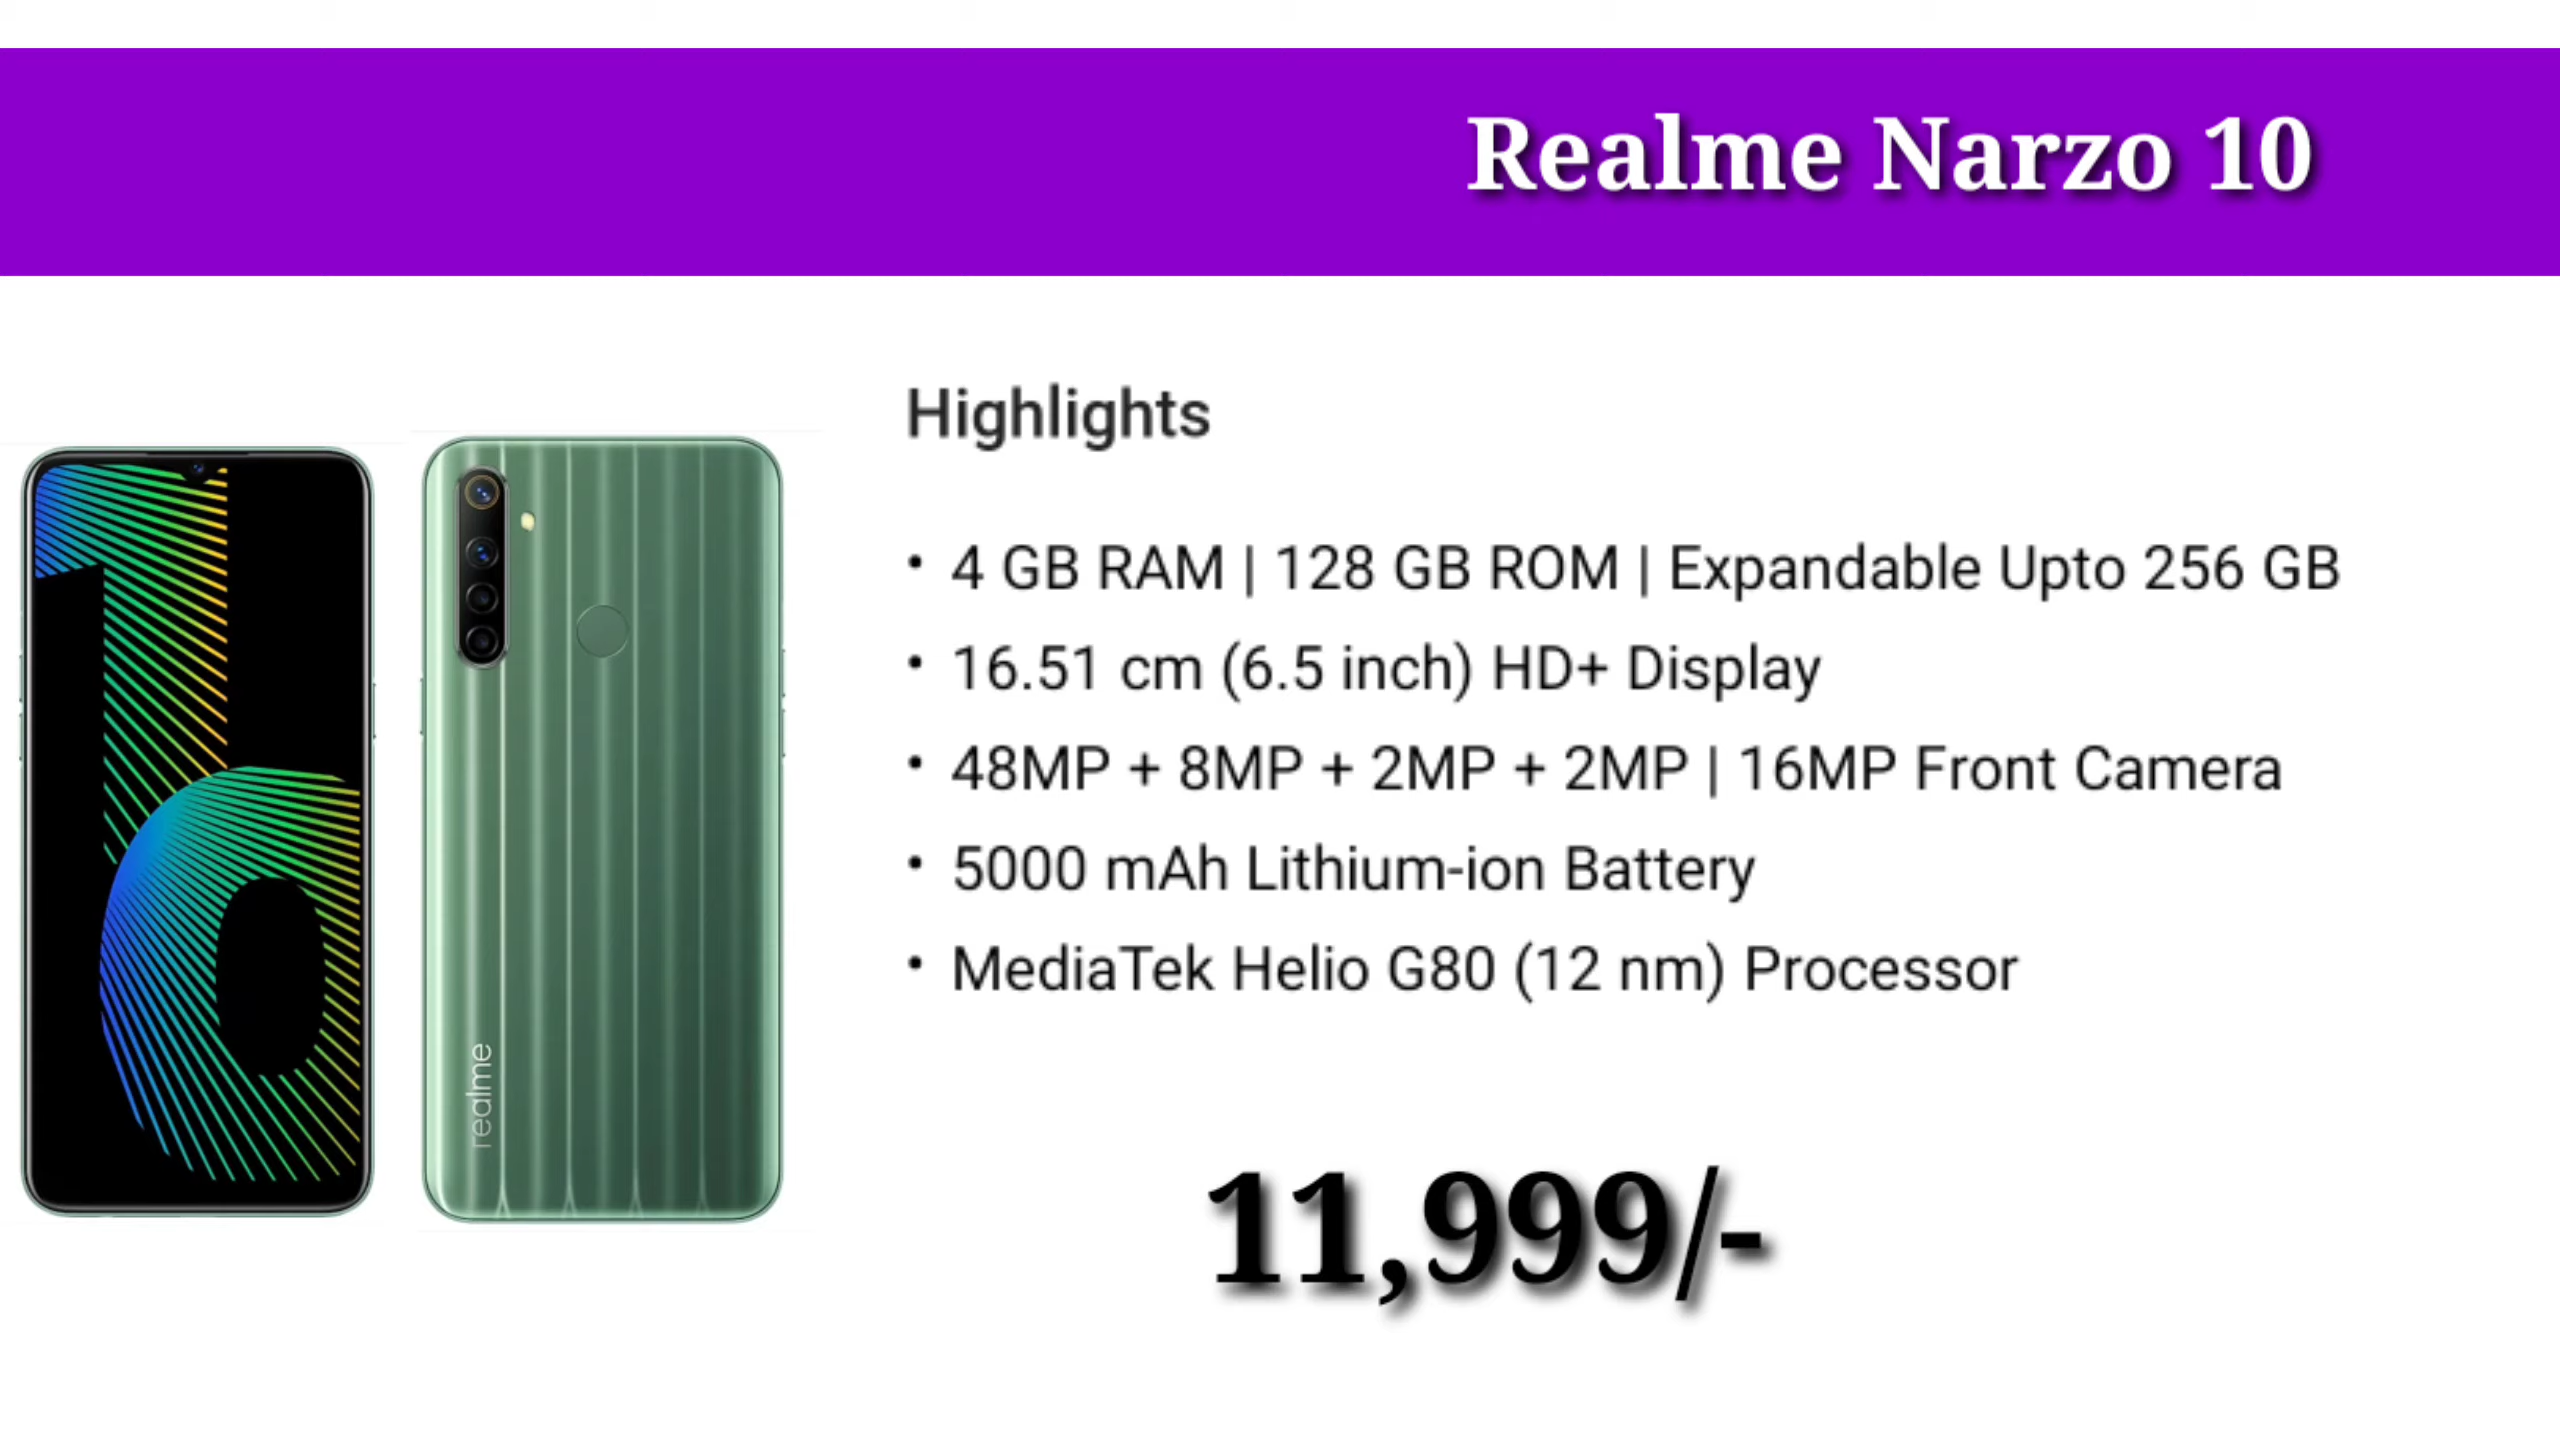 Realme Narzo 10
Highlights
• 4 GB RAM | 128 GB ROM | Expandable Upto 256 GB
• 16.51 cm (6.5 inch) HD+ Display
• 48MP + 8MP + 2MP + 2MP | 16MP Front Camera
• 5000 mAh Lithium-ion Battery
• MediaTek Helio G80 (12 nm) Processor
11,999/-
10
realme